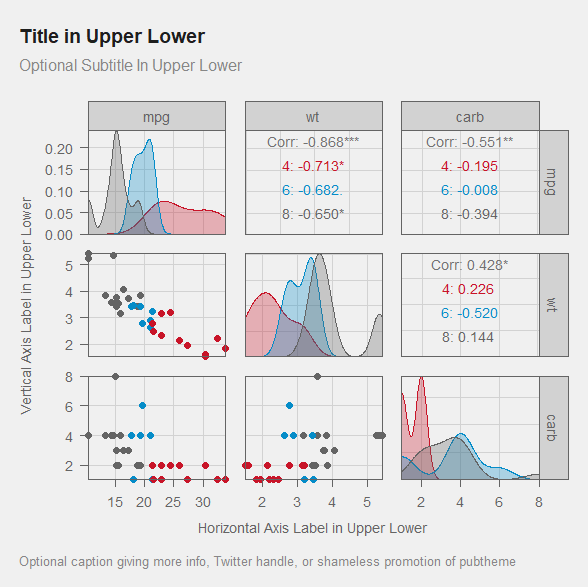 Title in Upper Lower
Optional Subtitle In Upper Lower
mpg wt carb
Corr: -0.868*** Corr: -0.551**
0.20 4: -0.713* 4: -0.195
0.15
0.10 6: -0.682. 6: -0.008
0.05 8: -0.650* 8: -0.394
0.00
mpg
Corr: 0.428*
5 4: 0.226
4
3 6: -0.520
2 8: 0.144
wt
8
6
4
2
carb
15 20 25 30 2 3 4 5 2 4 6 8
Vertical Axis Label in Upper Lower
Horizontal Axis Label in Upper Lower
Optional caption giving more info, Twitter handle, or shameless promotion of pubtheme